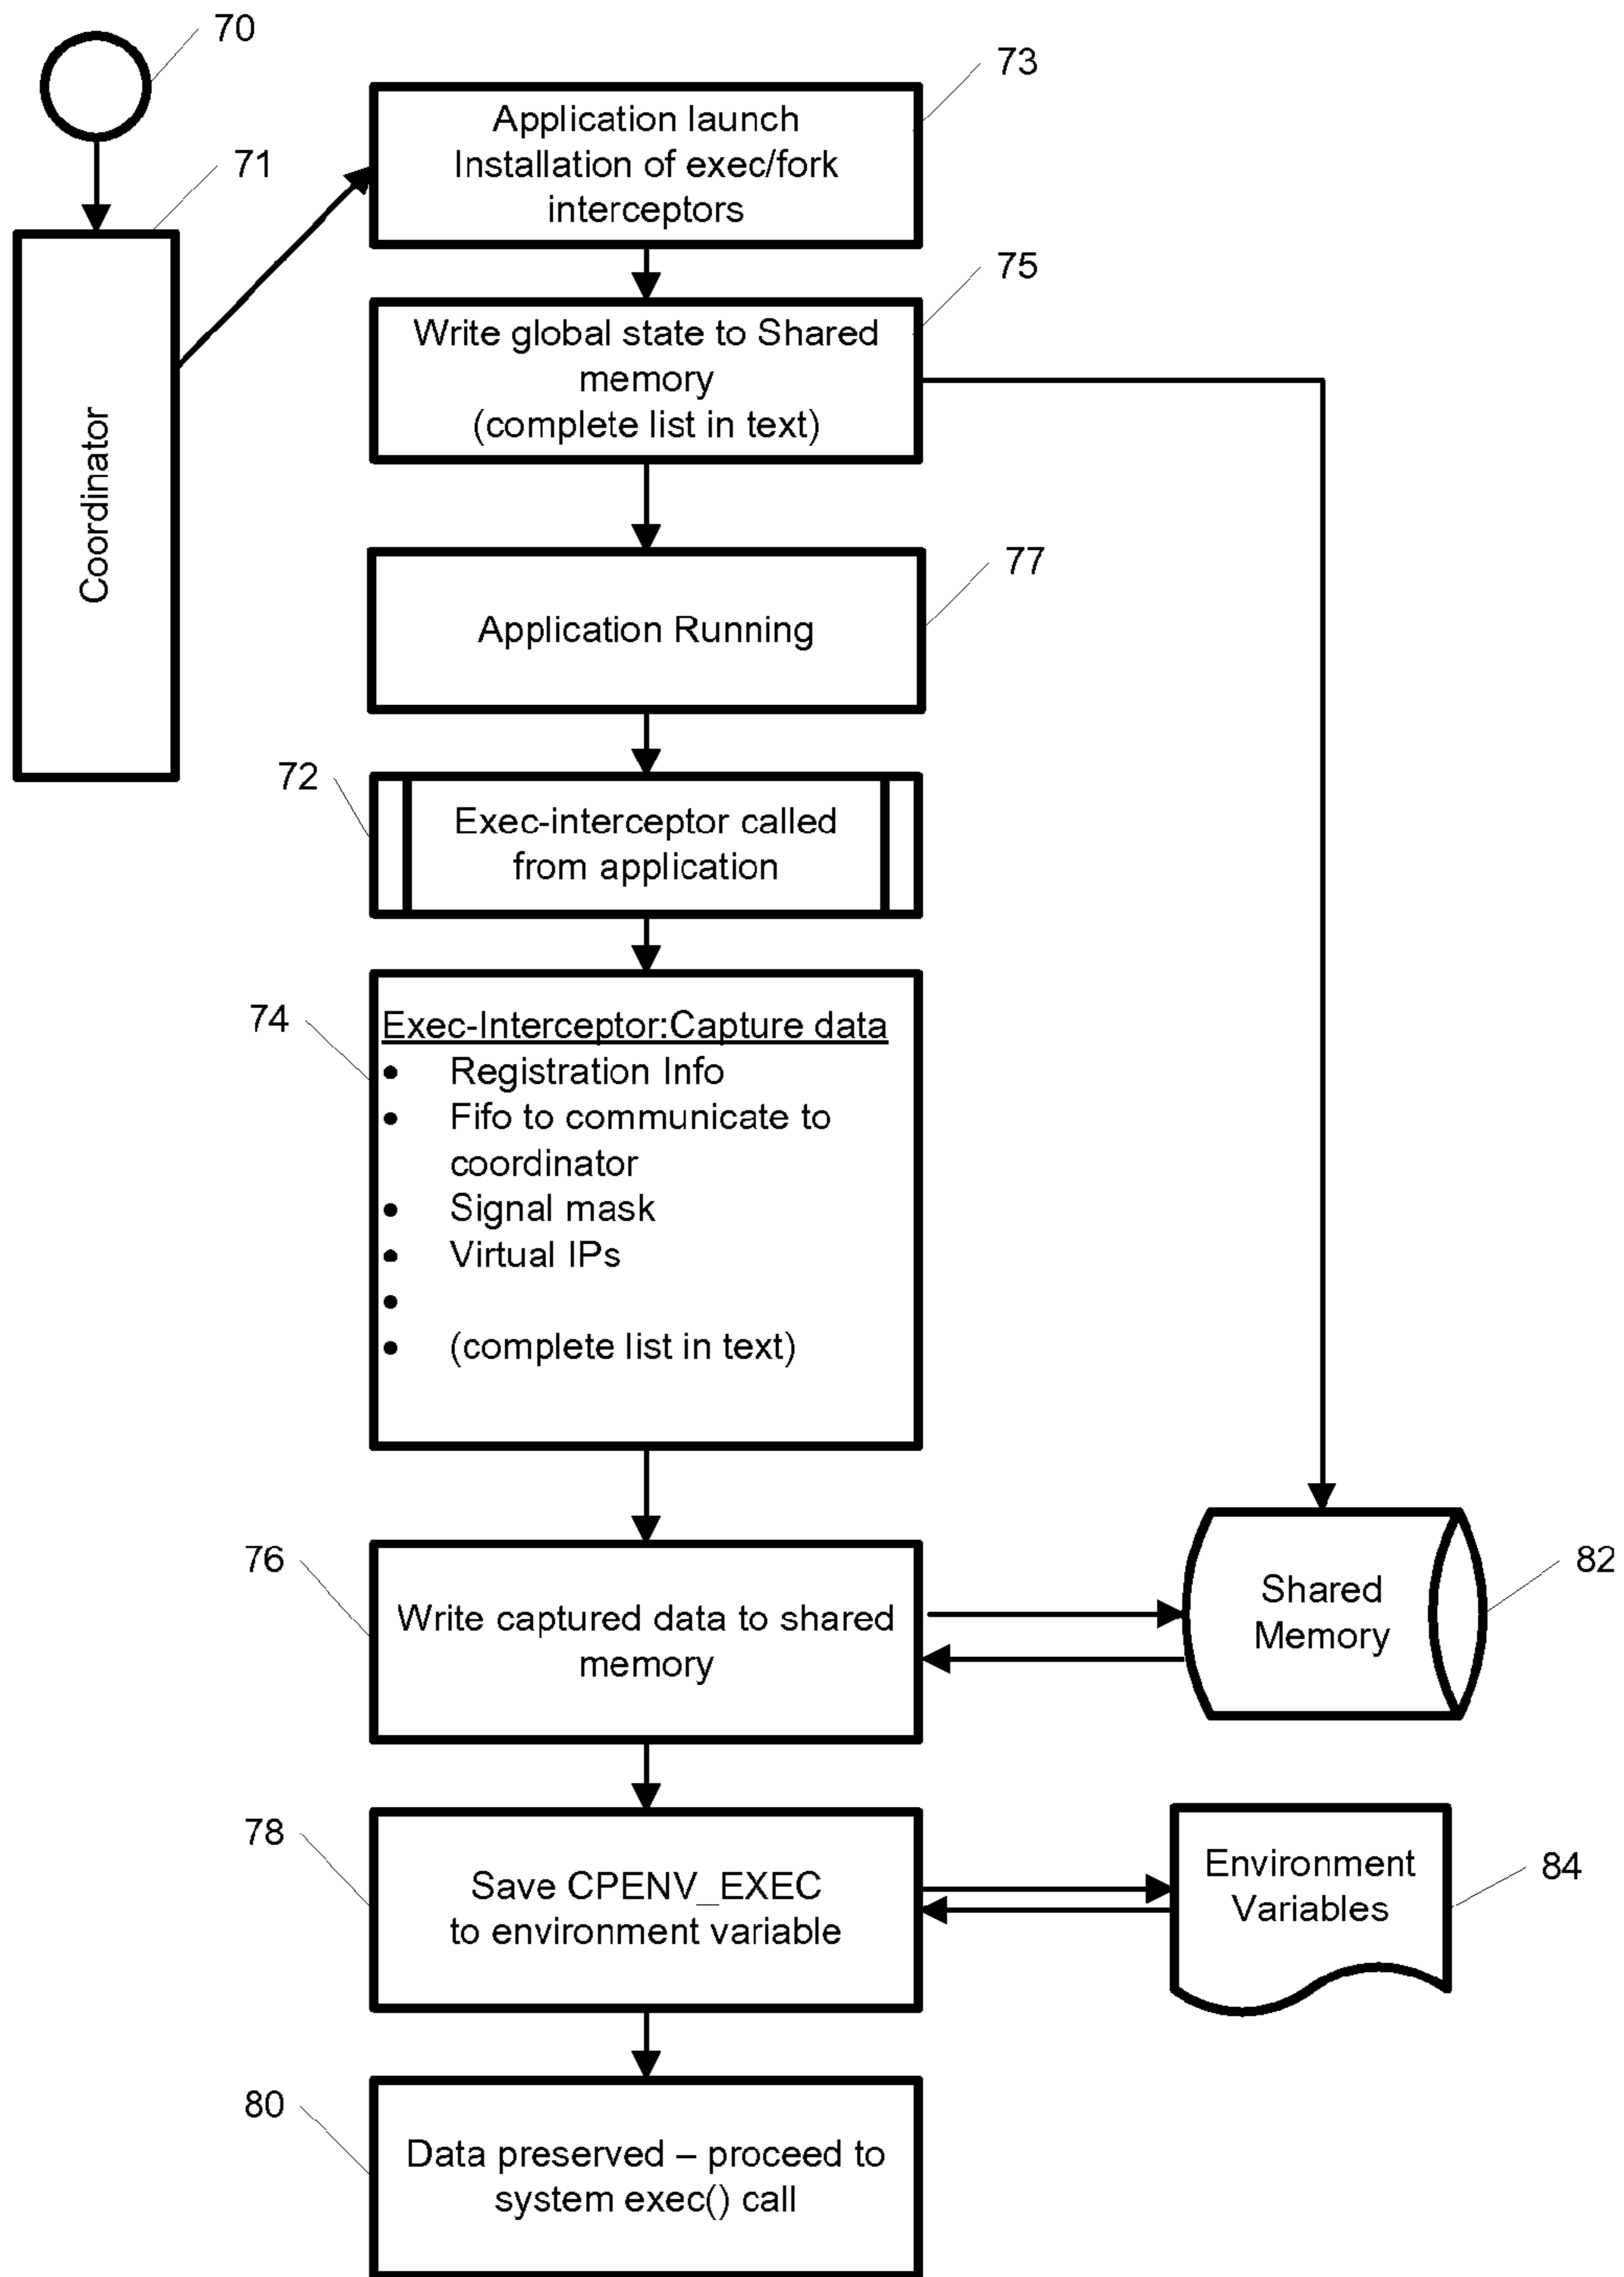 70
73
Application launch
Installation of exec/fork
interceptors
71
Coordinator
75
Write global state to Shared
memory
(complete list in text)
77
Application Running
72
Exec-interceptor called
from application
74
Exec-Interceptor:Capture data
• Registration Info
• Fifo to communicate to
coordinator
• Signal mask
• Virtual IPs
•
• (complete list in text)
76
Write captured data to shared
memory
Shared
Memory
82
78
Save CPENV_EXEC
to environment variable
Environment
Variables
84
80
Data preserved – proceed to
system exec() call